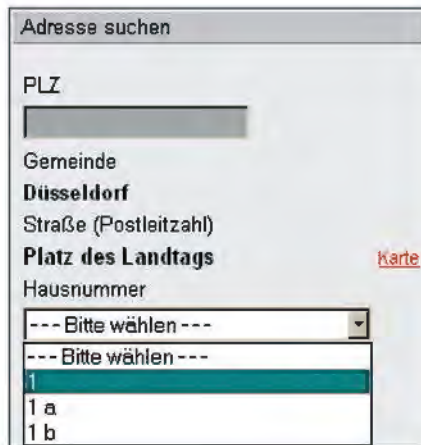 Adresse suchen
PLZ
Gemeinde
Düsseldorf
Straße (Postleitzahl)
Platz des Landtags Karte
Hausnummer
--- Bitte wählen ---
--- Bitte wählen ---
1
1 a
1 b